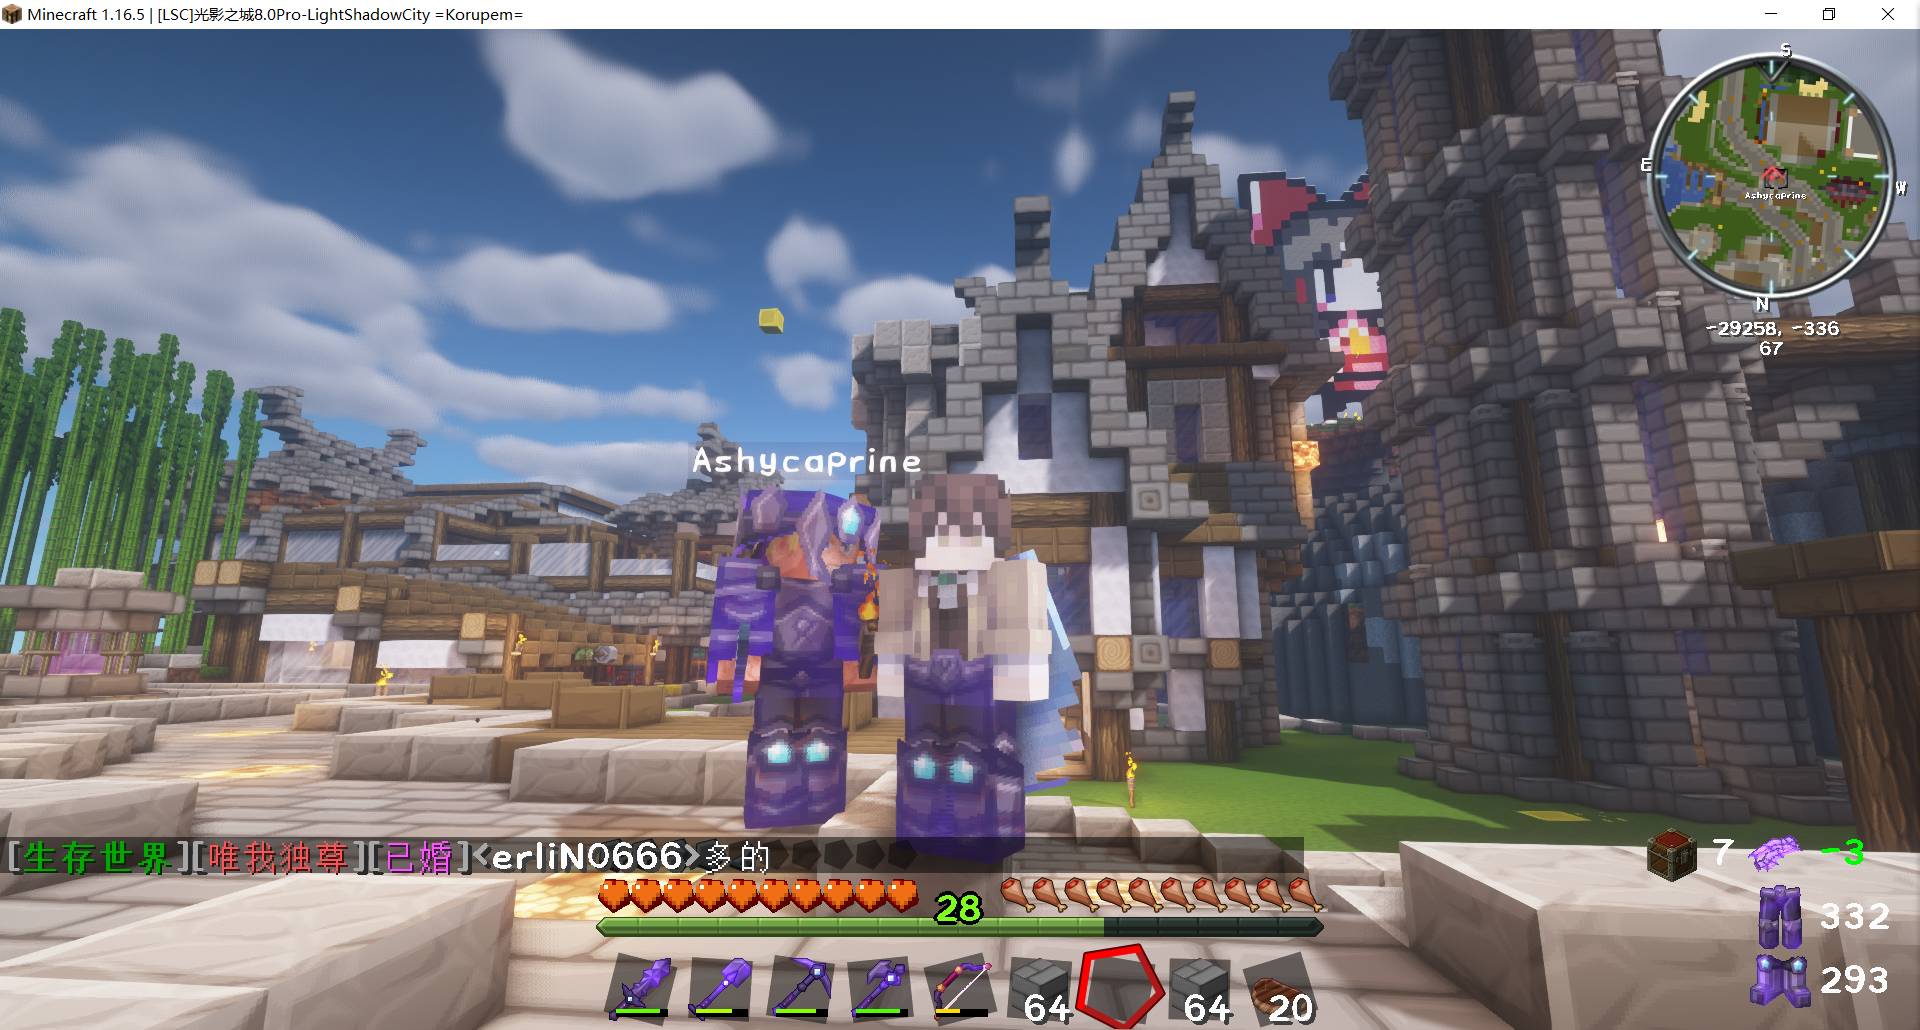 Minecraft 1.16.5 | [LSC]光影之城8.0Pro-LightShadowCity =Korupem=
S
E
W
Ashycaprine
N
-29258, -336
67
Ashycaprine
[生存世界][唯我独尊][已婚]<erliNO666>多的
7
-3
28
332
293
64
64
20